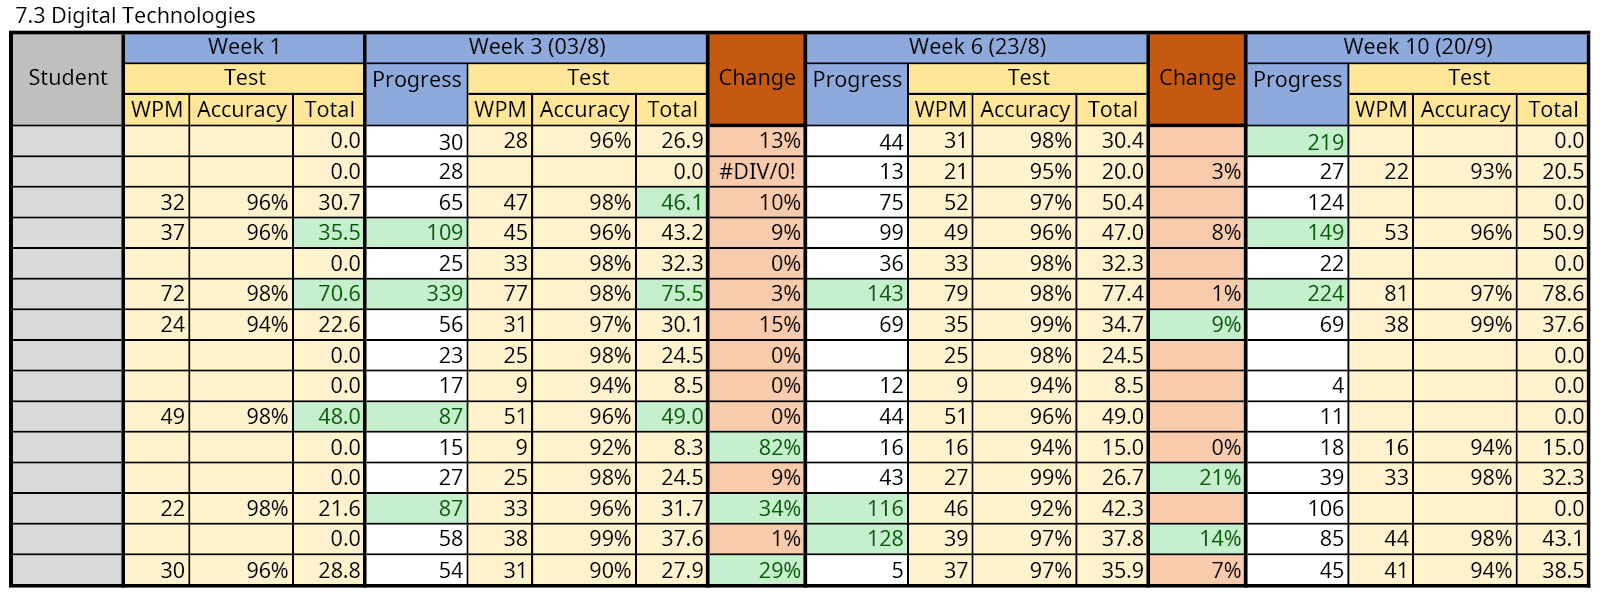 7.3 Digital Technologies
Student Week 1 Week 3 (03/8) Change Week 6 (23/8) Change Week 10 (20/9)
Test Progress Test Progress Test Progress Test
WPM Accuracy Total WPM Accuracy Total WPM Accuracy Total WPM Accuracy Total
0.0 30 28 96% 26.9 13% 44 31 98% 30.4 219 0.0
0.0 28 0.0 #DIV/0! 13 21 95% 20.0 3% 27 22 93% 20.5
32 96% 30.7 65 47 98% 46.1 10% 75 52 97% 50.4 124 0.0
37 96% 35.5 109 45 96% 43.2 9% 99 49 96% 47.0 8% 149 53 96% 50.9
0.0 25 33 98% 32.3 0% 36 33 98% 32.3 22 0.0
72 98% 70.6 339 77 98% 75.5 3% 143 79 98% 77.4 1% 224 81 97% 78.6
24 94% 22.6 56 31 97% 30.1 15% 69 35 99% 34.7 9% 69 38 99% 37.6
0.0 23 25 98% 24.5 0% 25 98% 24.5 0.0
0.0 17 9 94% 8.5 0% 12 9 94% 8.5 4 0.0
49 98% 48.0 87 51 96% 49.0 0% 44 51 96% 49.0 11 0.0
0.0 15 9 92% 8.3 82% 16 16 94% 15.0 0% 18 16 94% 15.0
0.0 27 25 98% 24.5 9% 43 27 99% 26.7 21% 39 33 98% 32.3
22 98% 21.6 87 33 96% 31.7 34% 116 46 92% 42.3 106 0.0
0.0 58 38 99% 37.6 1% 128 39 97% 37.8 14% 85 44 98% 43.1
30 96% 28.8 54 31 90% 27.9 29% 5 37 97% 35.9 7% 45 41 94% 38.5